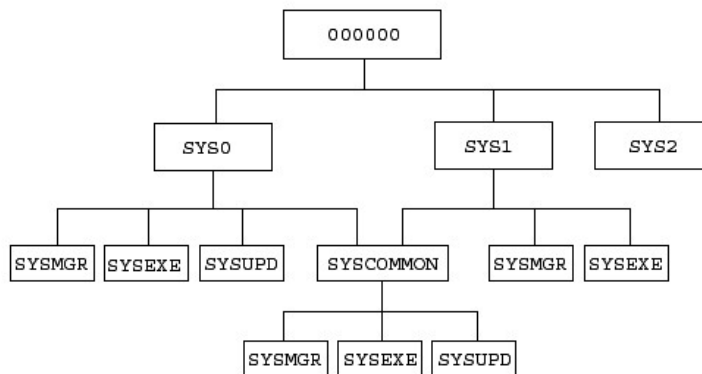 000000
SYS0 SYS1 SYS2
SYSMGR SYSEXE SYSUPD SYSCOMMON SYSMGR SYSEXE
SYSMGR SYSEXE SYSUPD